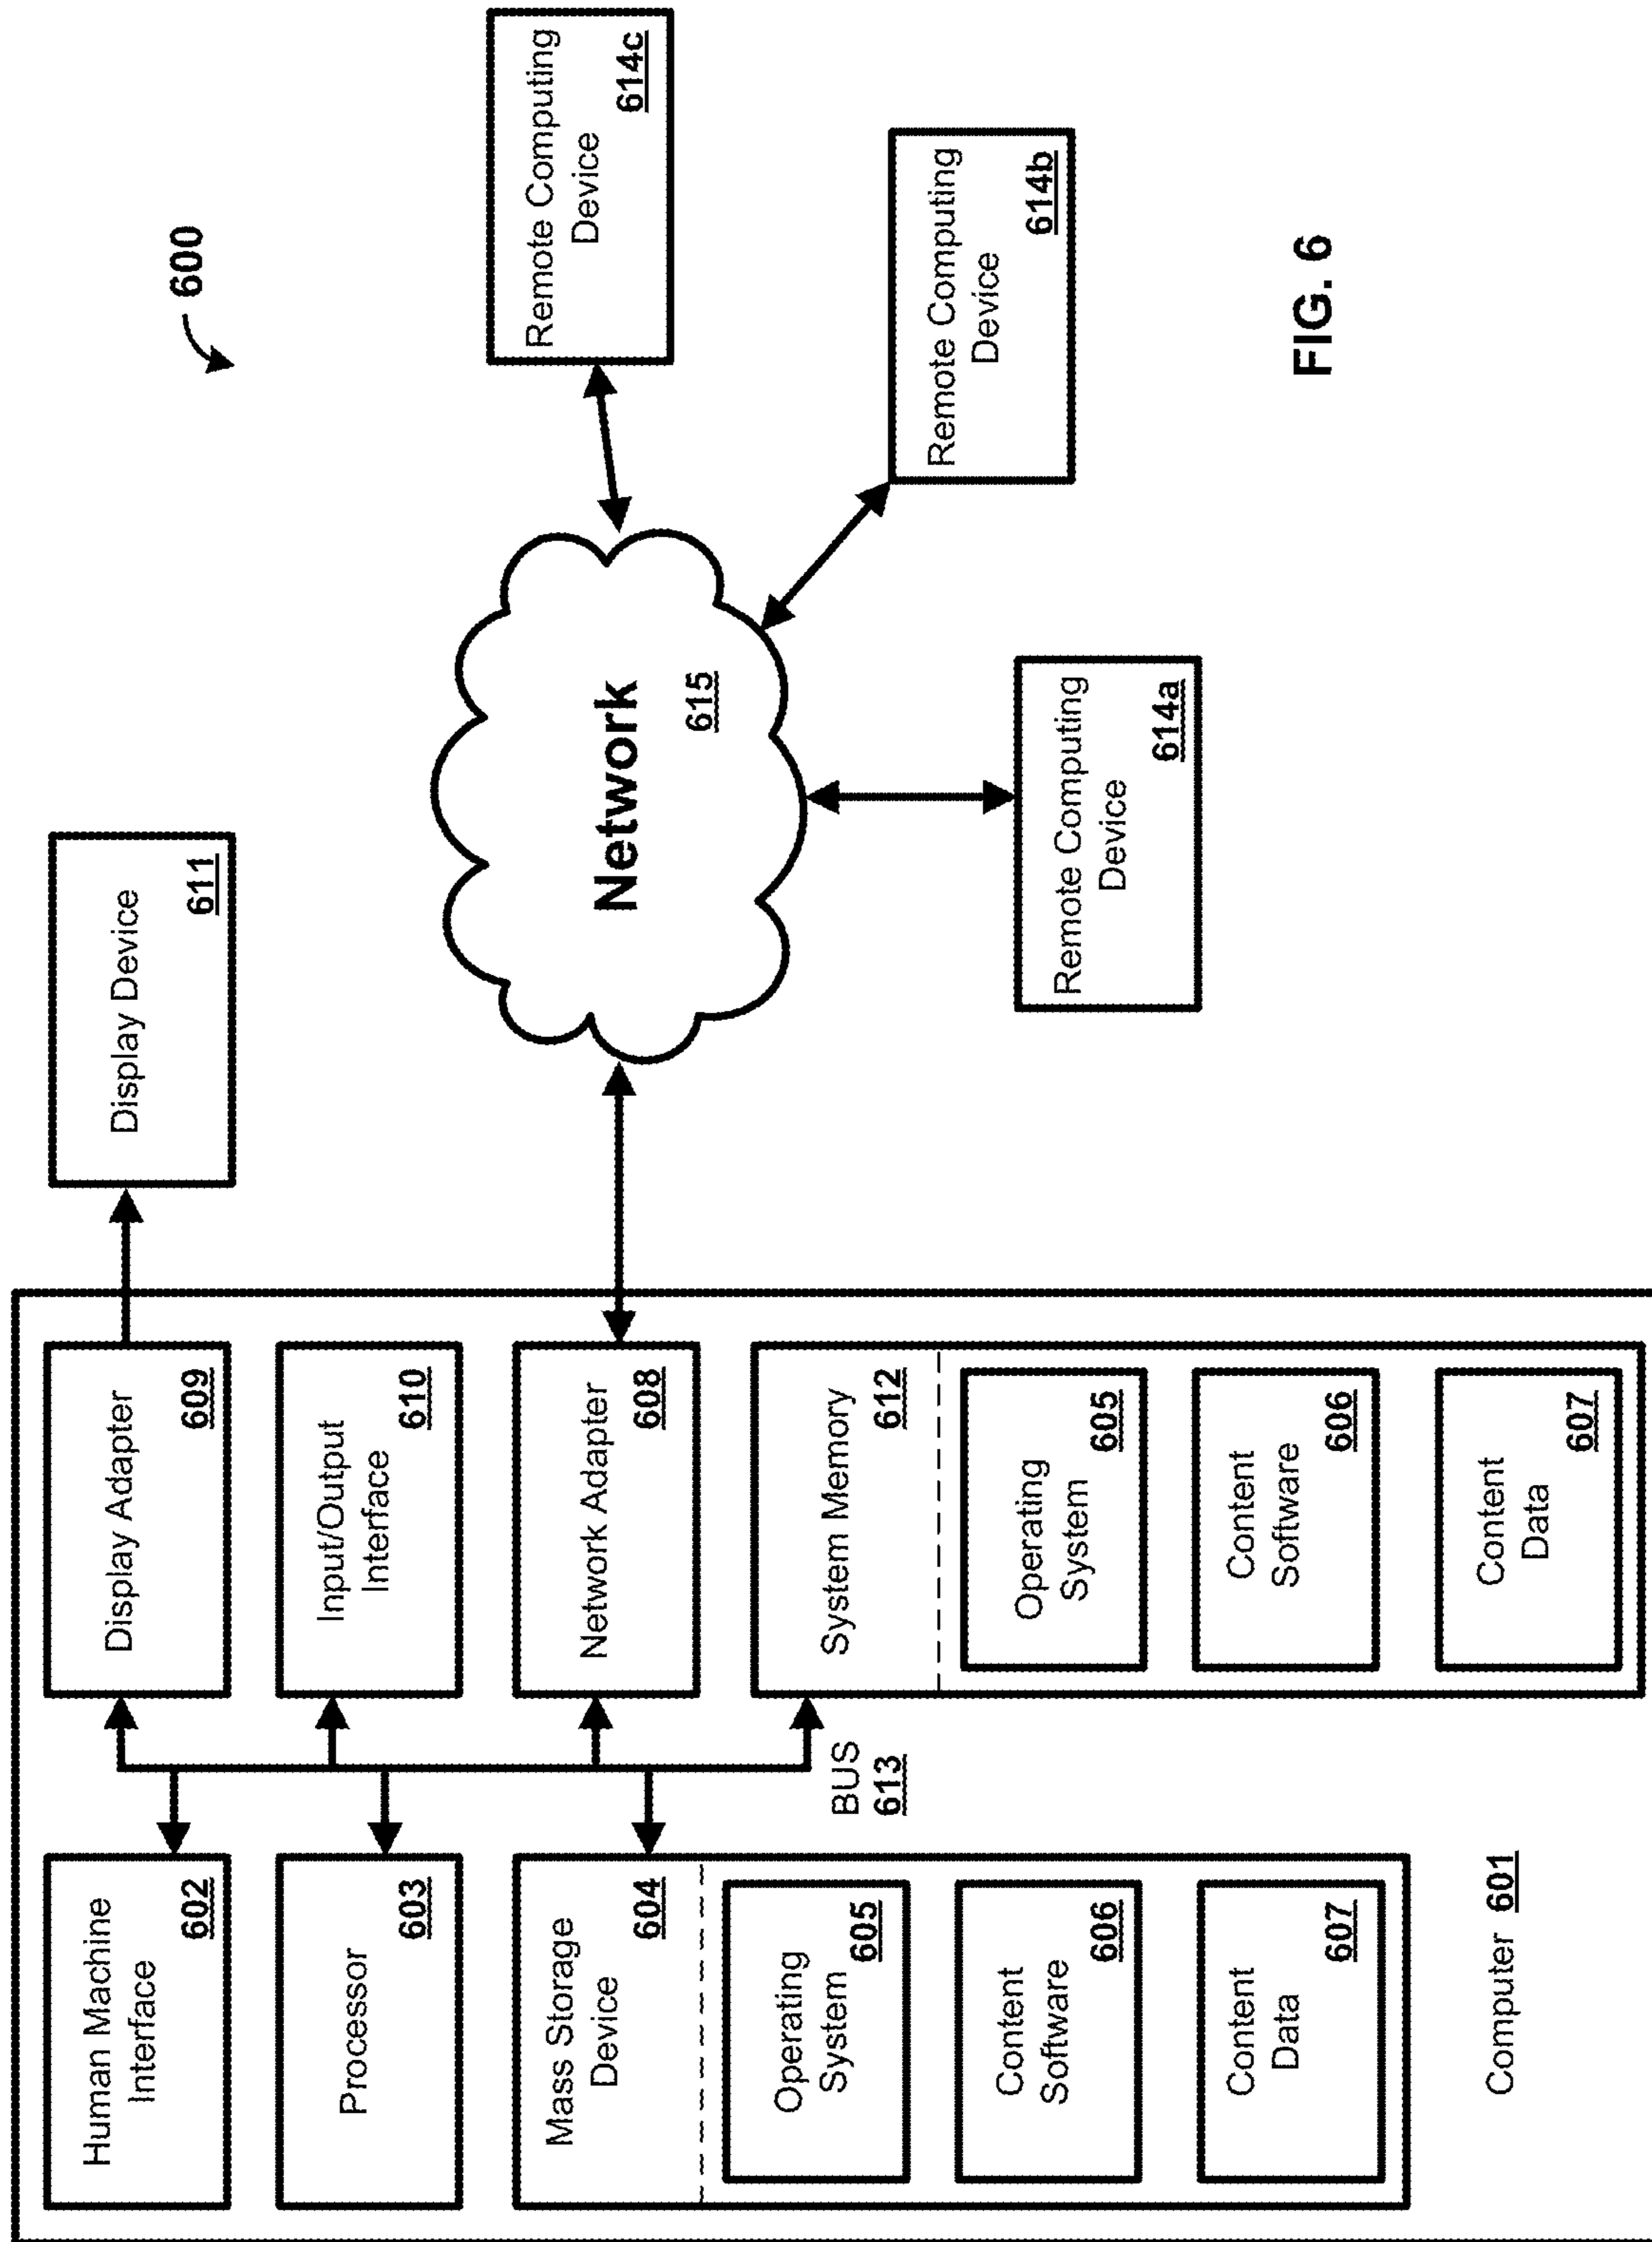 600
Human Machine
Interface
602
Processor
603
Mass Storage
Device
604
Operating
System
605
Content
Software
606
Content
Data
607
Computer 601
BUS
613
Display Adapter
609
Input/Output
Interface
610
Network Adapter
608
System Memory
612
Operating
System
605
Content
Software
606
Content
Data
607
Display Device
611
Network
615
Remote Computing
Device
614a
Remote Computing
Device
614b
Remote Computing
Device
614c
FIG. 6